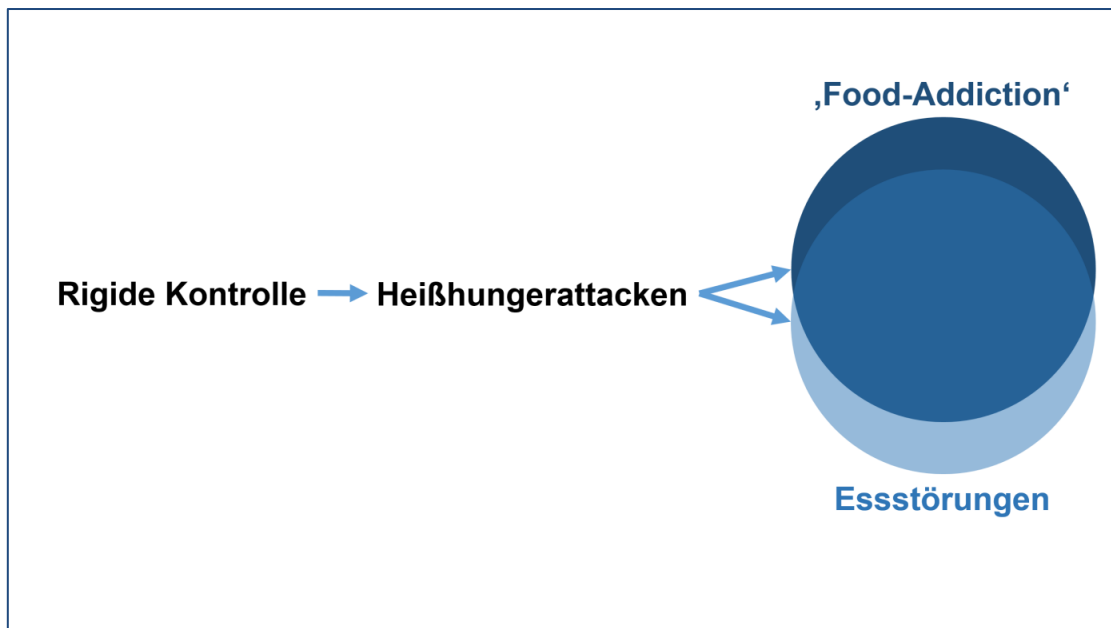 ‚Food-Addiction‘
Rigide Kontrolle
Heißhungerattacken
Essstörungen